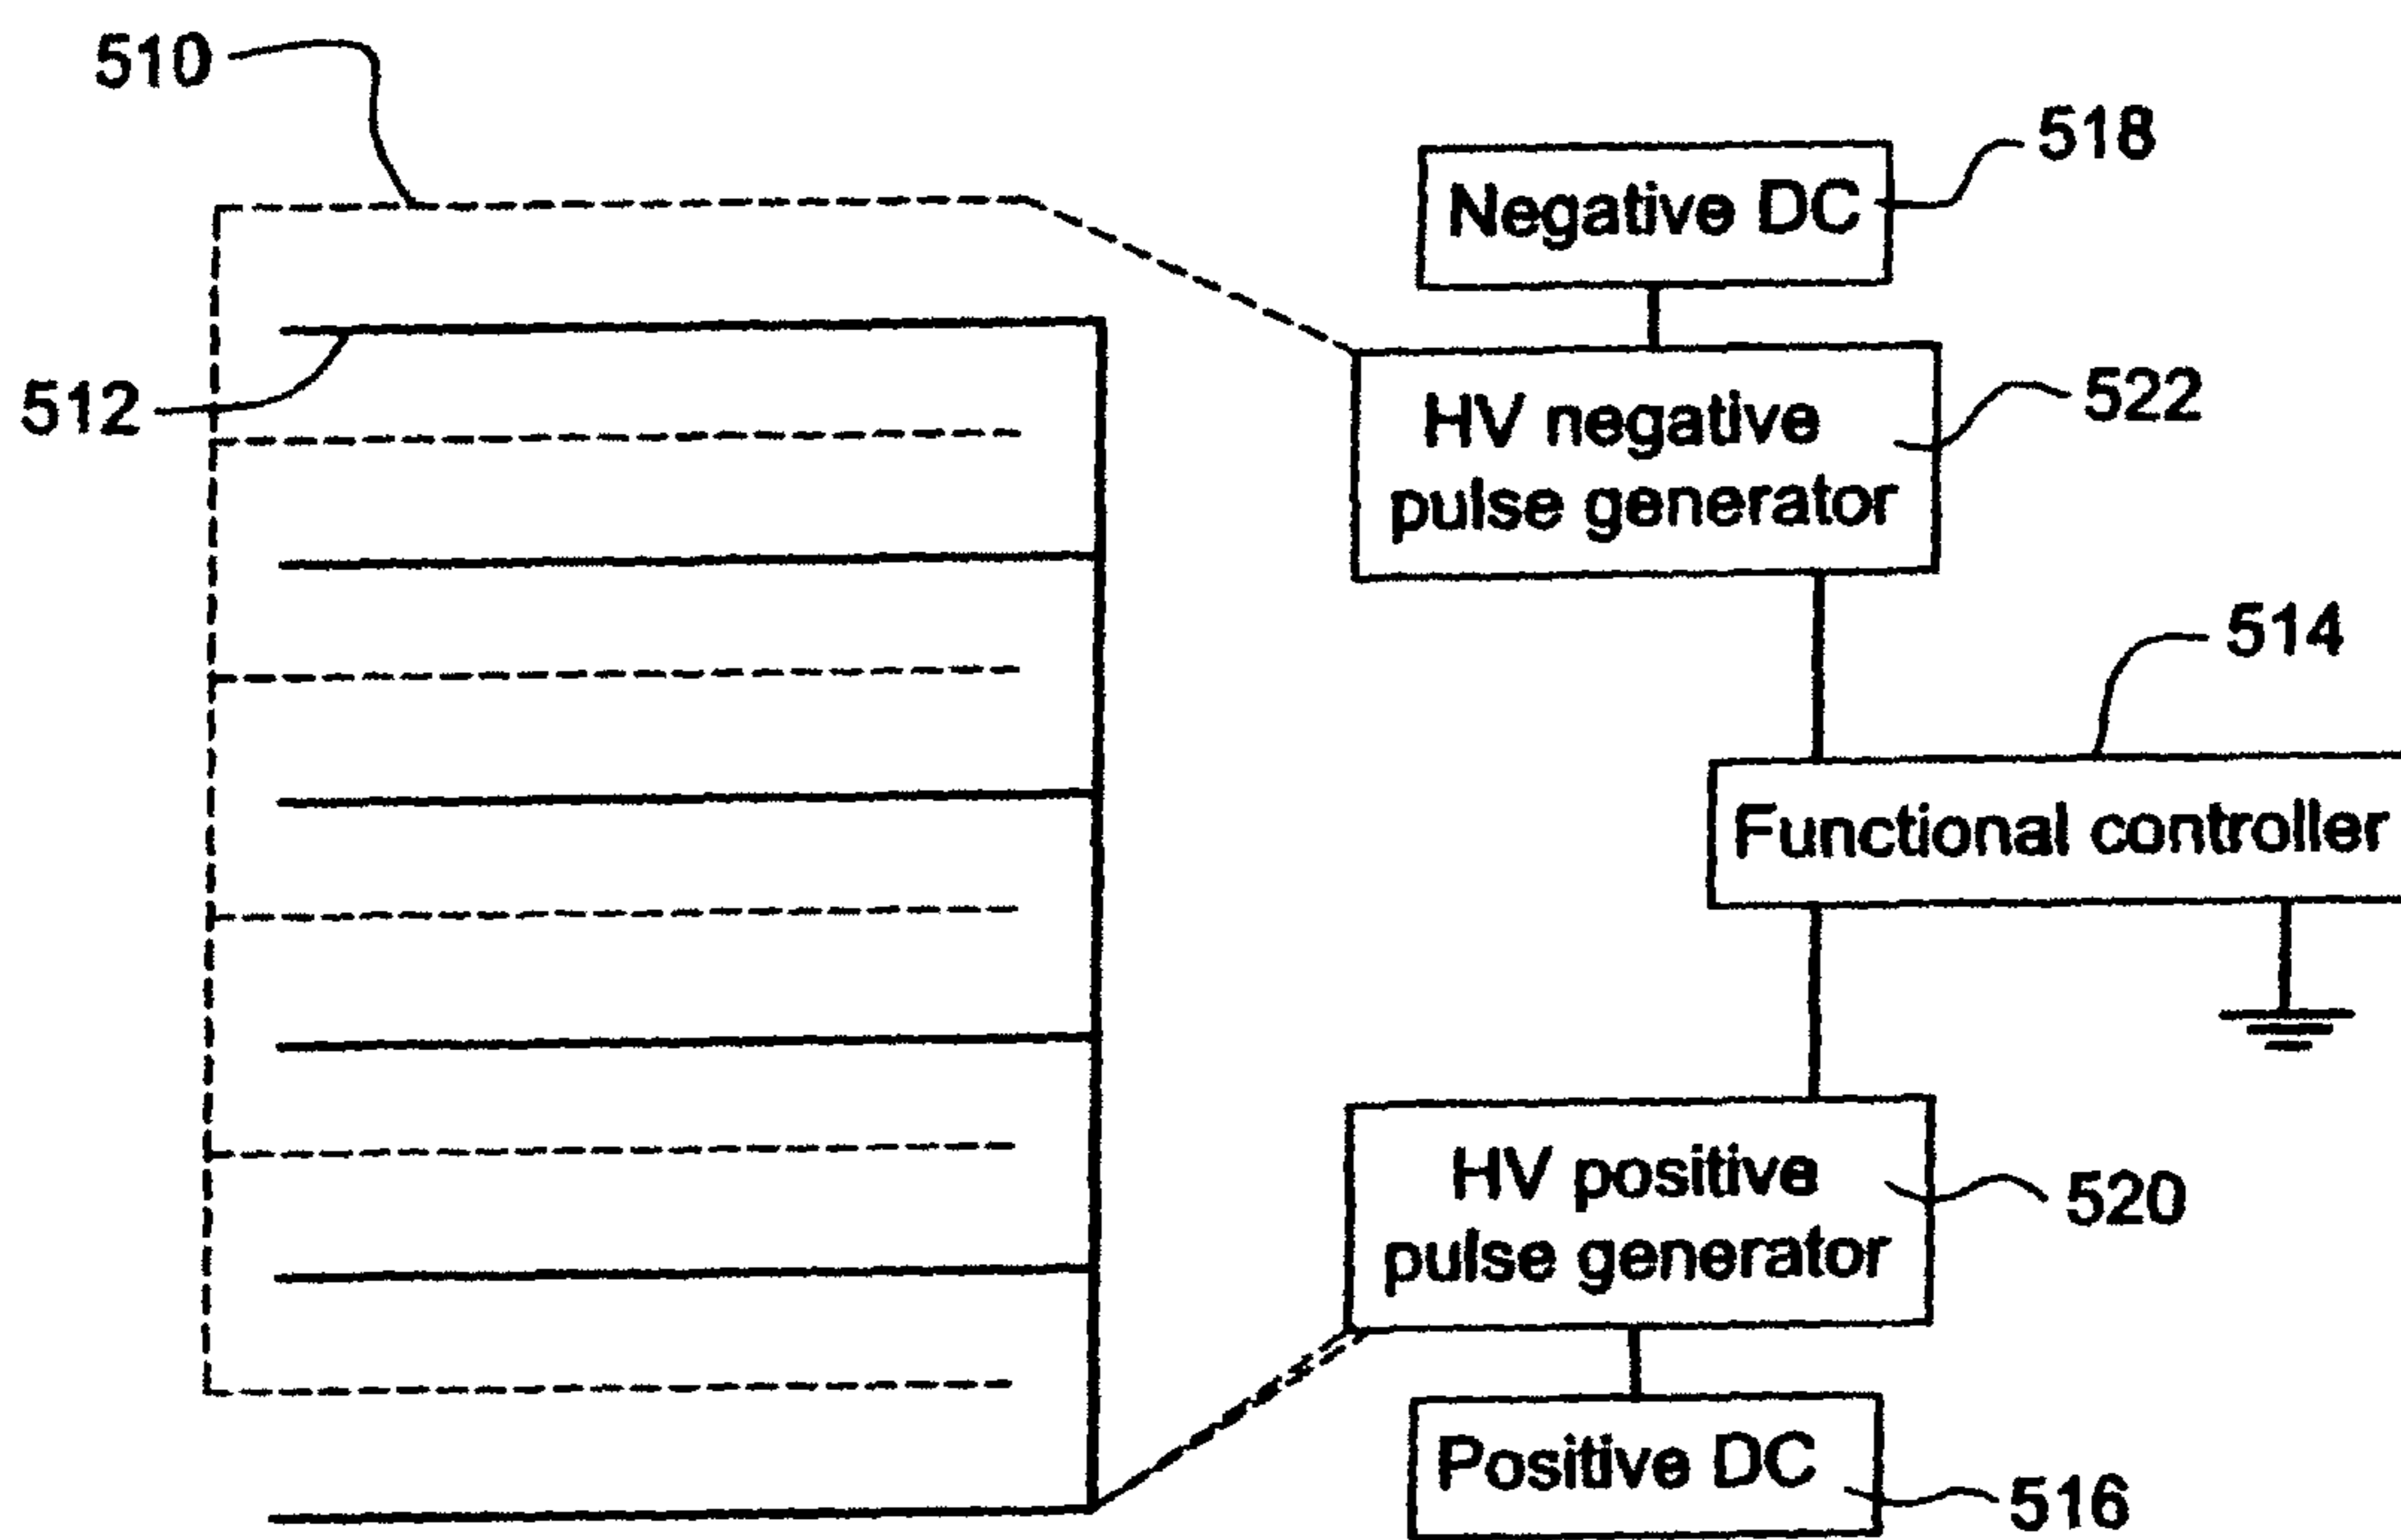 510
518
Negative DC
512
HV negative
pulse generator
522
514
Functional controller
HV positive
pulse generator
520
Positive DC
516